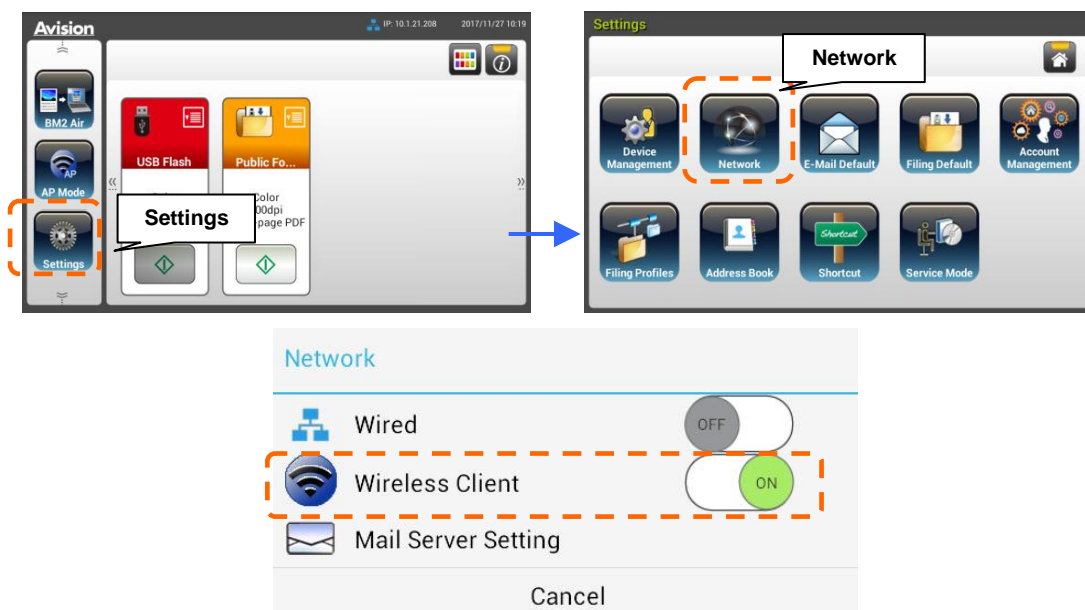 Avision
IP: 10.1.21.208
2017/11/27 10:19
BM2 Air
AP
AP Mode
Settings
USB Flash
Public Fo...
Color
00dpi
page PDF
Settings
Settings
Network
Device
Management
Network
E-Mail Default
Filing Default
Account
Management
Filing Profiles
Address Book
Shortcut
Shortcut
Service Mode
Network
Wired
OFF
Wireless Client
ON
Mail Server Setting
Cancel